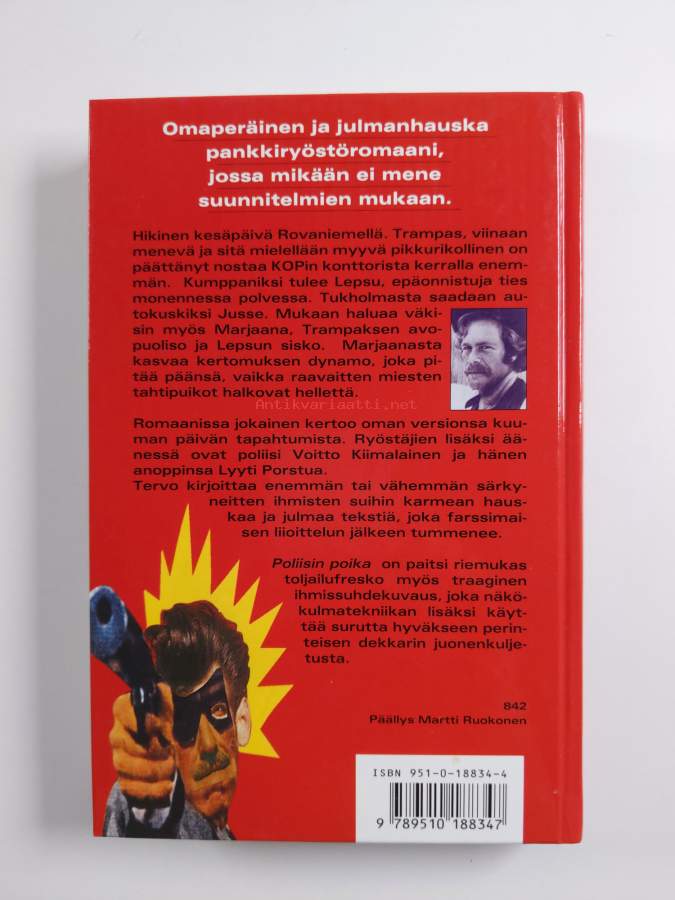 Omaperäinen ja julmanhauska
pankkiryöstöromaani,
jossa mikään ei mene
suunnitelmien mukaan.
Hikinen kesäpäivä Rovaniemellä. Trampas, viinaan
menevä ja sitä mielellään myyvä pikkurikollinen on
päättänyt nostaa KOPin konttorista kerralla enem-
män. Kumppaniksi tulee Lepsu, epäonnistuja ties
monennessa polvessa. Tukholmasta saadaan au-
tokuskiksi Jusse. Mukaan haluaa väki-
sin myös Marjaana, Trampaksen avo-
puoliso ja Lepsun sisko. Marjaanasta
kasvaa kertomuksen dynamo, joka pi-
tää päänsä, vaikka raavaitten miesten
tahtipuikot halkovat hellettä.
Antikvariaatti.net
Romaanissa jokainen kertoo oman versionsa kuu-
man päivän tapahtumista. Ryöstäjien lisäksi ää-
nessä ovat poliisi Voitto Kiimalainen ja hänen
anoppinsa Lyyti Porstua.
Tervo kirjoittaa enemmän tai vähemmän särky-
neitten ihmisten suihin karmean haus-
kaa ja julmaa tekstiä, joka farssimai-
sen liioittelun jälkeen tummenee.
Poliisin poika on paitsi riemukas
toljailufresko myös traaginen
ihmissuhdekuvaus, joka näkö-
kulmatekniikan lisäksi käyt-
tää surutta hyväkseen perin-
teisen dekkarin juonenkulje-
tusta.
842
Päällys Martti Ruokonen
ISBN 951-0-18834-4
9 789510 188347